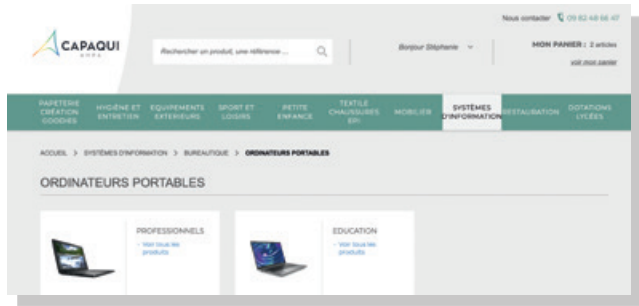 Nous contacter 09 82 48 66 47
CAPAQUI
Rechercher un produit, une référence ...
Bonjour Stéphanie
MON PANIER : 2 articles
voir mon panier
PAPETERIE CRÉATION GOODIES
HYGIÈNE ET ENTRETIEN
EQUIPEMENTS EXTERIEURS
SPORT ET LOISIRS
PETITE ENFANCE
TEXTILE CHAUSSURES EPI
MOBILIER
SYSTÈMES D'INFORMATION
RESTAURATION
DOTATIONS LYCÉES
ACCUEIL > SYSTÈMES D'INFORMATION > BUREAUTIQUE > ORDINATEURS PORTABLES
ORDINATEURS PORTABLES
PROFESSIONNELS
- Voir tous les
produits
EDUCATION
- Voir tous les
produits